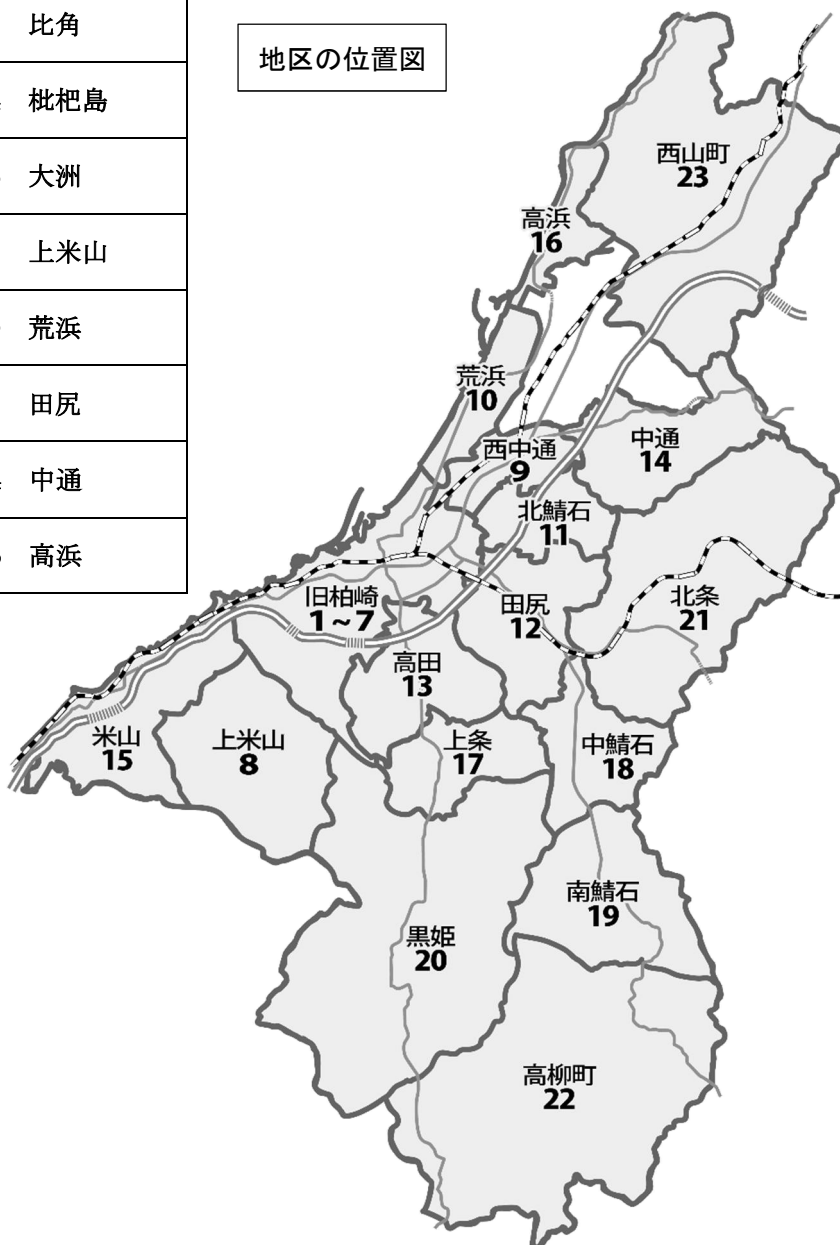 比角
枇杷島
大洲
上米山
荒浜
田尻
中通
高浜
地区の位置図
西山町
23
高浜
16
荒浜
10
西中通
9
中通
14
北鯖石
11
旧柏崎
1~7
田尻
12
北条
21
高田
13
米山
15
上米山
8
上条
17
中鯖石
18
南鯖石
19
黒姫
20
高柳町
22